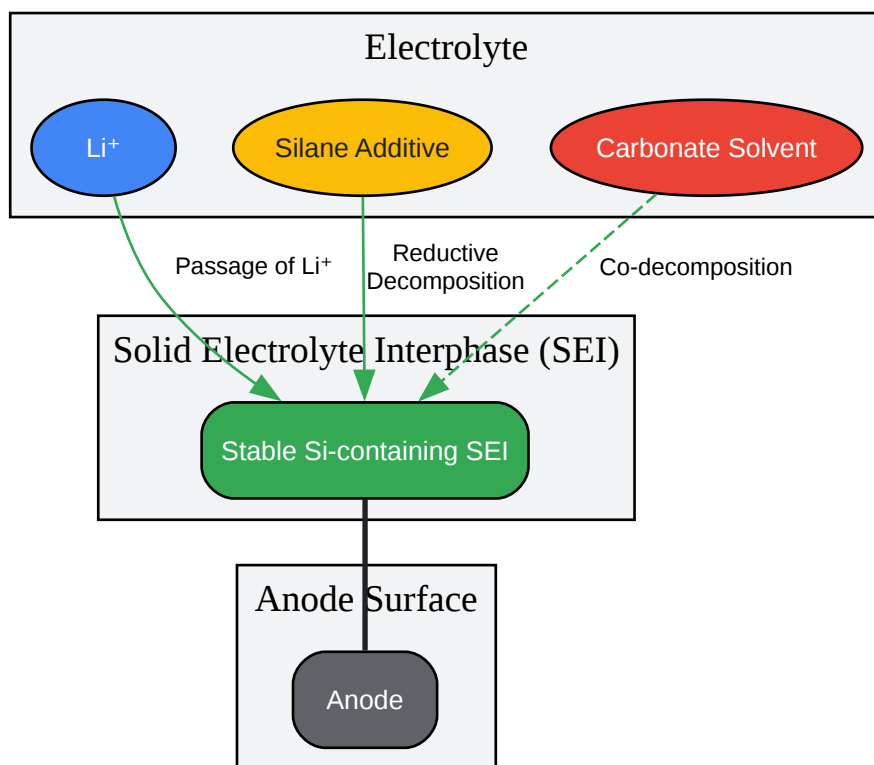 Electrolyte
Li⁺
Silane Additive
Carbonate Solvent
Passage of Li⁺
Reductive
Decomposition
Co-decomposition
Solid Electrolyte Interphase (SEI)
Stable Si-containing SEI
Anode Surface
Anode